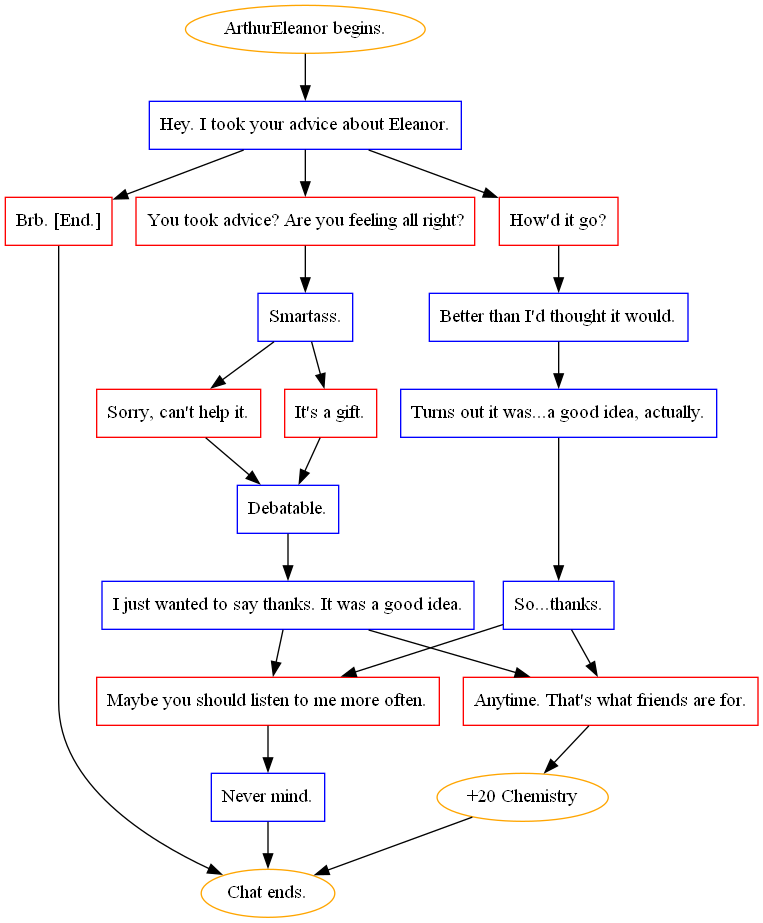 ArthurEleanor begins.
Hey. I took your advice about Eleanor.
Brb. [End.]
You took advice? Are you feeling all right?
How'd it go?
Smartass.
Better than I'd thought it would.
Sorry, can't help it.
It's a gift.
Turns out it was...a good idea, actually.
Debatable.
I just wanted to say thanks. It was a good idea.
So...thanks.
Maybe you should listen to me more often.
Anytime. That's what friends are for.
Never mind.
+20 Chemistry
Chat ends.